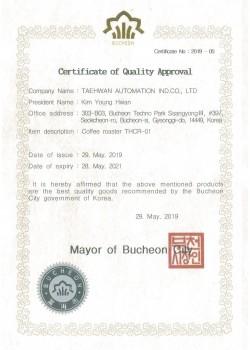 BUCHEON
Certificate No : 2019 - 05
Certificate of Quality Approval
Company Name : TAEHWAN AUTOMATION IND.CO., LTD
President Name : Kim Young Hwan
Office address : 303-803, Bucheon Techno Park Ssangyong
Seokcheon-ro, Bucheon-si, Gyeonggi-do, 14449, Korea
Item description : Coffee roaster THCR-01
Date of issue : 29. May. 2019
Date of expiry : 28. May. 2021
It is hereby affirmed that the above mentioned products
are the best quality goods recommended by the Bucheon
City government of Korea.
29. May. 2019
Mayor of Bucheon City
BUCHEON